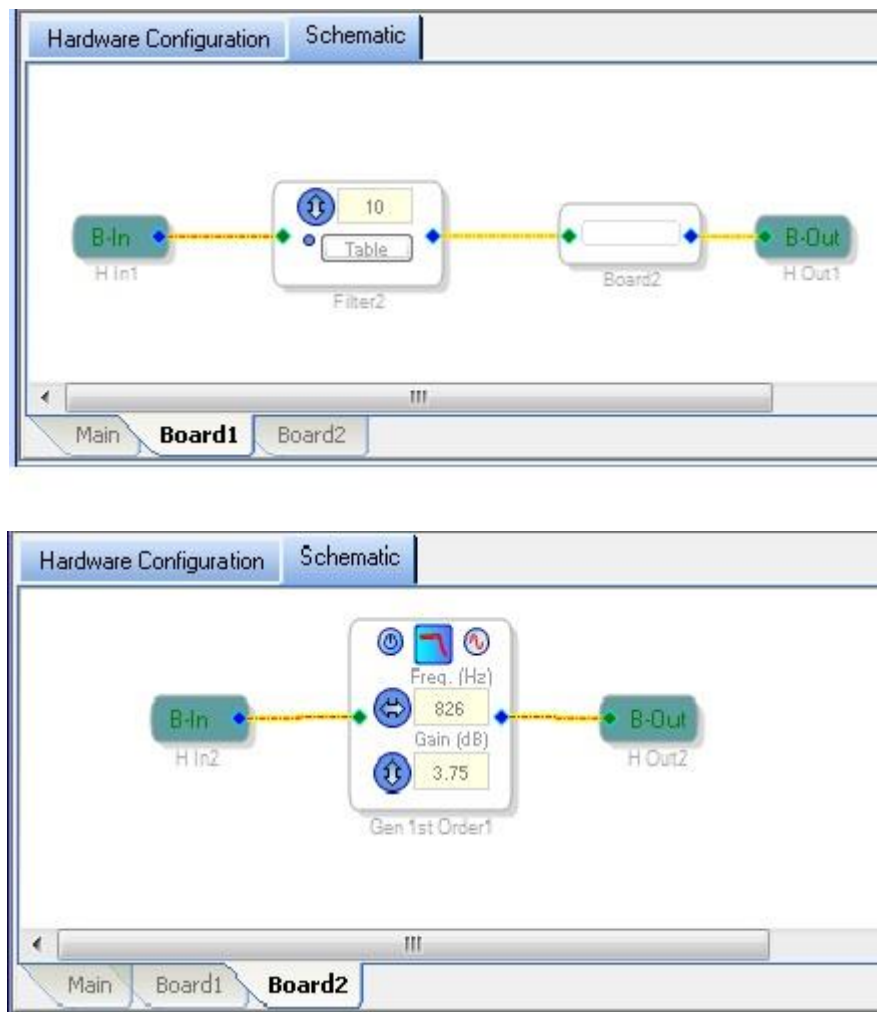 Hardware Configuration Schematic
10
B-In Table B-Out
H In1 Filter2 Board2 H Out1
Main Board1 Board2
Hardware Configuration Schematic
Freq. (Hz)
B-In 826 B-Out
H In2 Gain (dB) H Out2
3.75
Gen 1st Order1
Main Board1 Board2